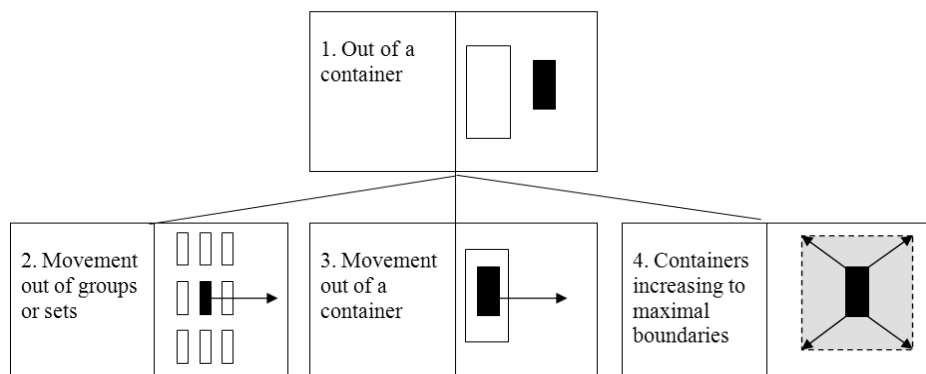 1. Out of a
container
2. Movement
out of groups
or sets
3. Movement
out of a
container
4. Containers
increasing to
maximal
boundaries